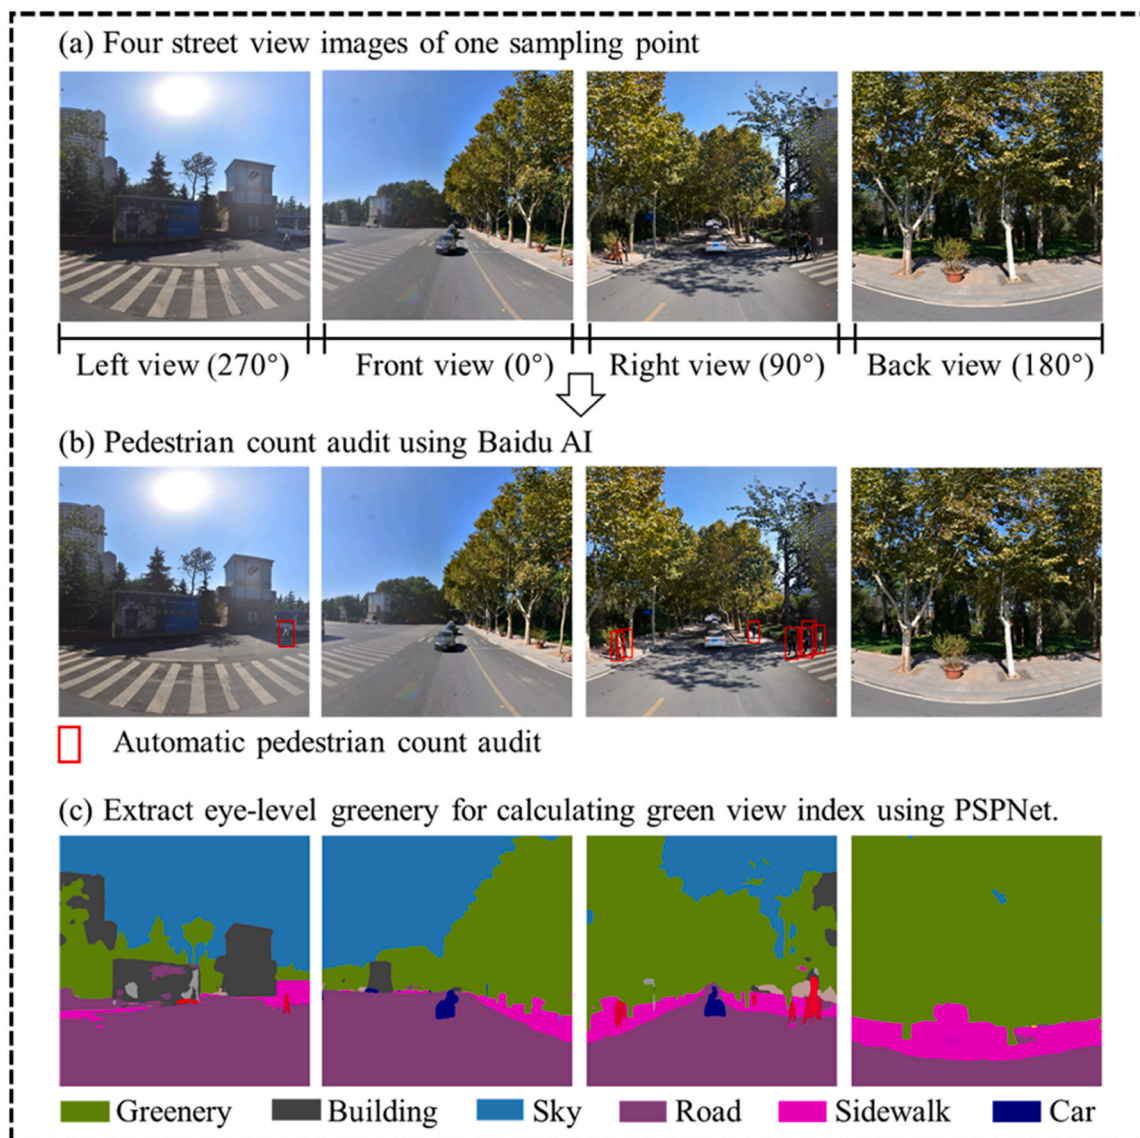 (a) Four street view images of one sampling point
Left view (270°) Front view (0°) Right view (90°) Back view (180°)
(b) Pedestrian count audit using Baidu AI
Automatic pedestrian count audit
(c) Extract eye-level greenery for calculating green view index using PSPNet.
Greenery Building Sky Road Sidewalk Car